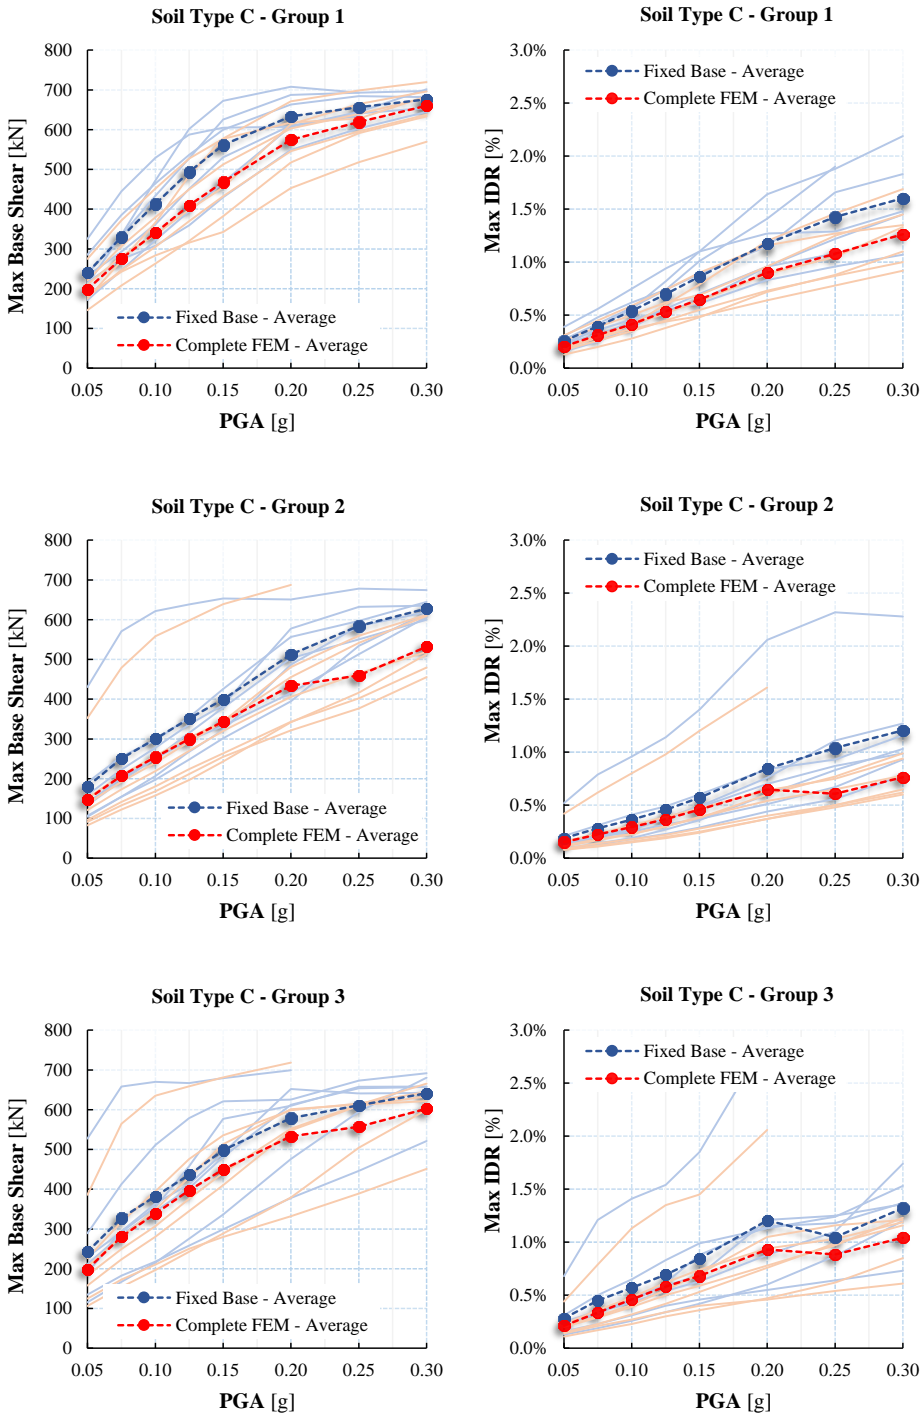 Soil Type C - Group 1
Max Base Shear [kN]
800
700
600
500
400
300
200
100
0
Fixed Base - Average
Complete FEM - Average
0.05 0.10 0.15 0.20 0.25 0.30
PGA [g]
Soil Type C - Group 1
Max IDR [%]
3.0%
2.5%
2.0%
1.5%
1.0%
0.5%
0.0%
Fixed Base - Average
Complete FEM - Average
0.05 0.10 0.15 0.20 0.25 0.30
PGA [g]
Soil Type C - Group 2
Max Base Shear [kN]
800
700
600
500
400
300
200
100
0
Fixed Base - Average
Complete FEM - Average
0.05 0.10 0.15 0.20 0.25 0.30
PGA [g]
Soil Type C - Group 2
Max IDR [%]
3.0%
2.5%
2.0%
1.5%
1.0%
0.5%
0.0%
Fixed Base - Average
Complete FEM - Average
0.05 0.10 0.15 0.20 0.25 0.30
PGA [g]
Soil Type C - Group 3
Max Base Shear [kN]
800
700
600
500
400
300
200
100
0
Fixed Base - Average
Complete FEM - Average
0.05 0.10 0.15 0.20 0.25 0.30
PGA [g]
Soil Type C - Group 3
Max IDR [%]
3.0%
2.5%
2.0%
1.5%
1.0%
0.5%
0.0%
Fixed Base - Average
Complete FEM - Average
0.05 0.10 0.15 0.20 0.25 0.30
PGA [g]